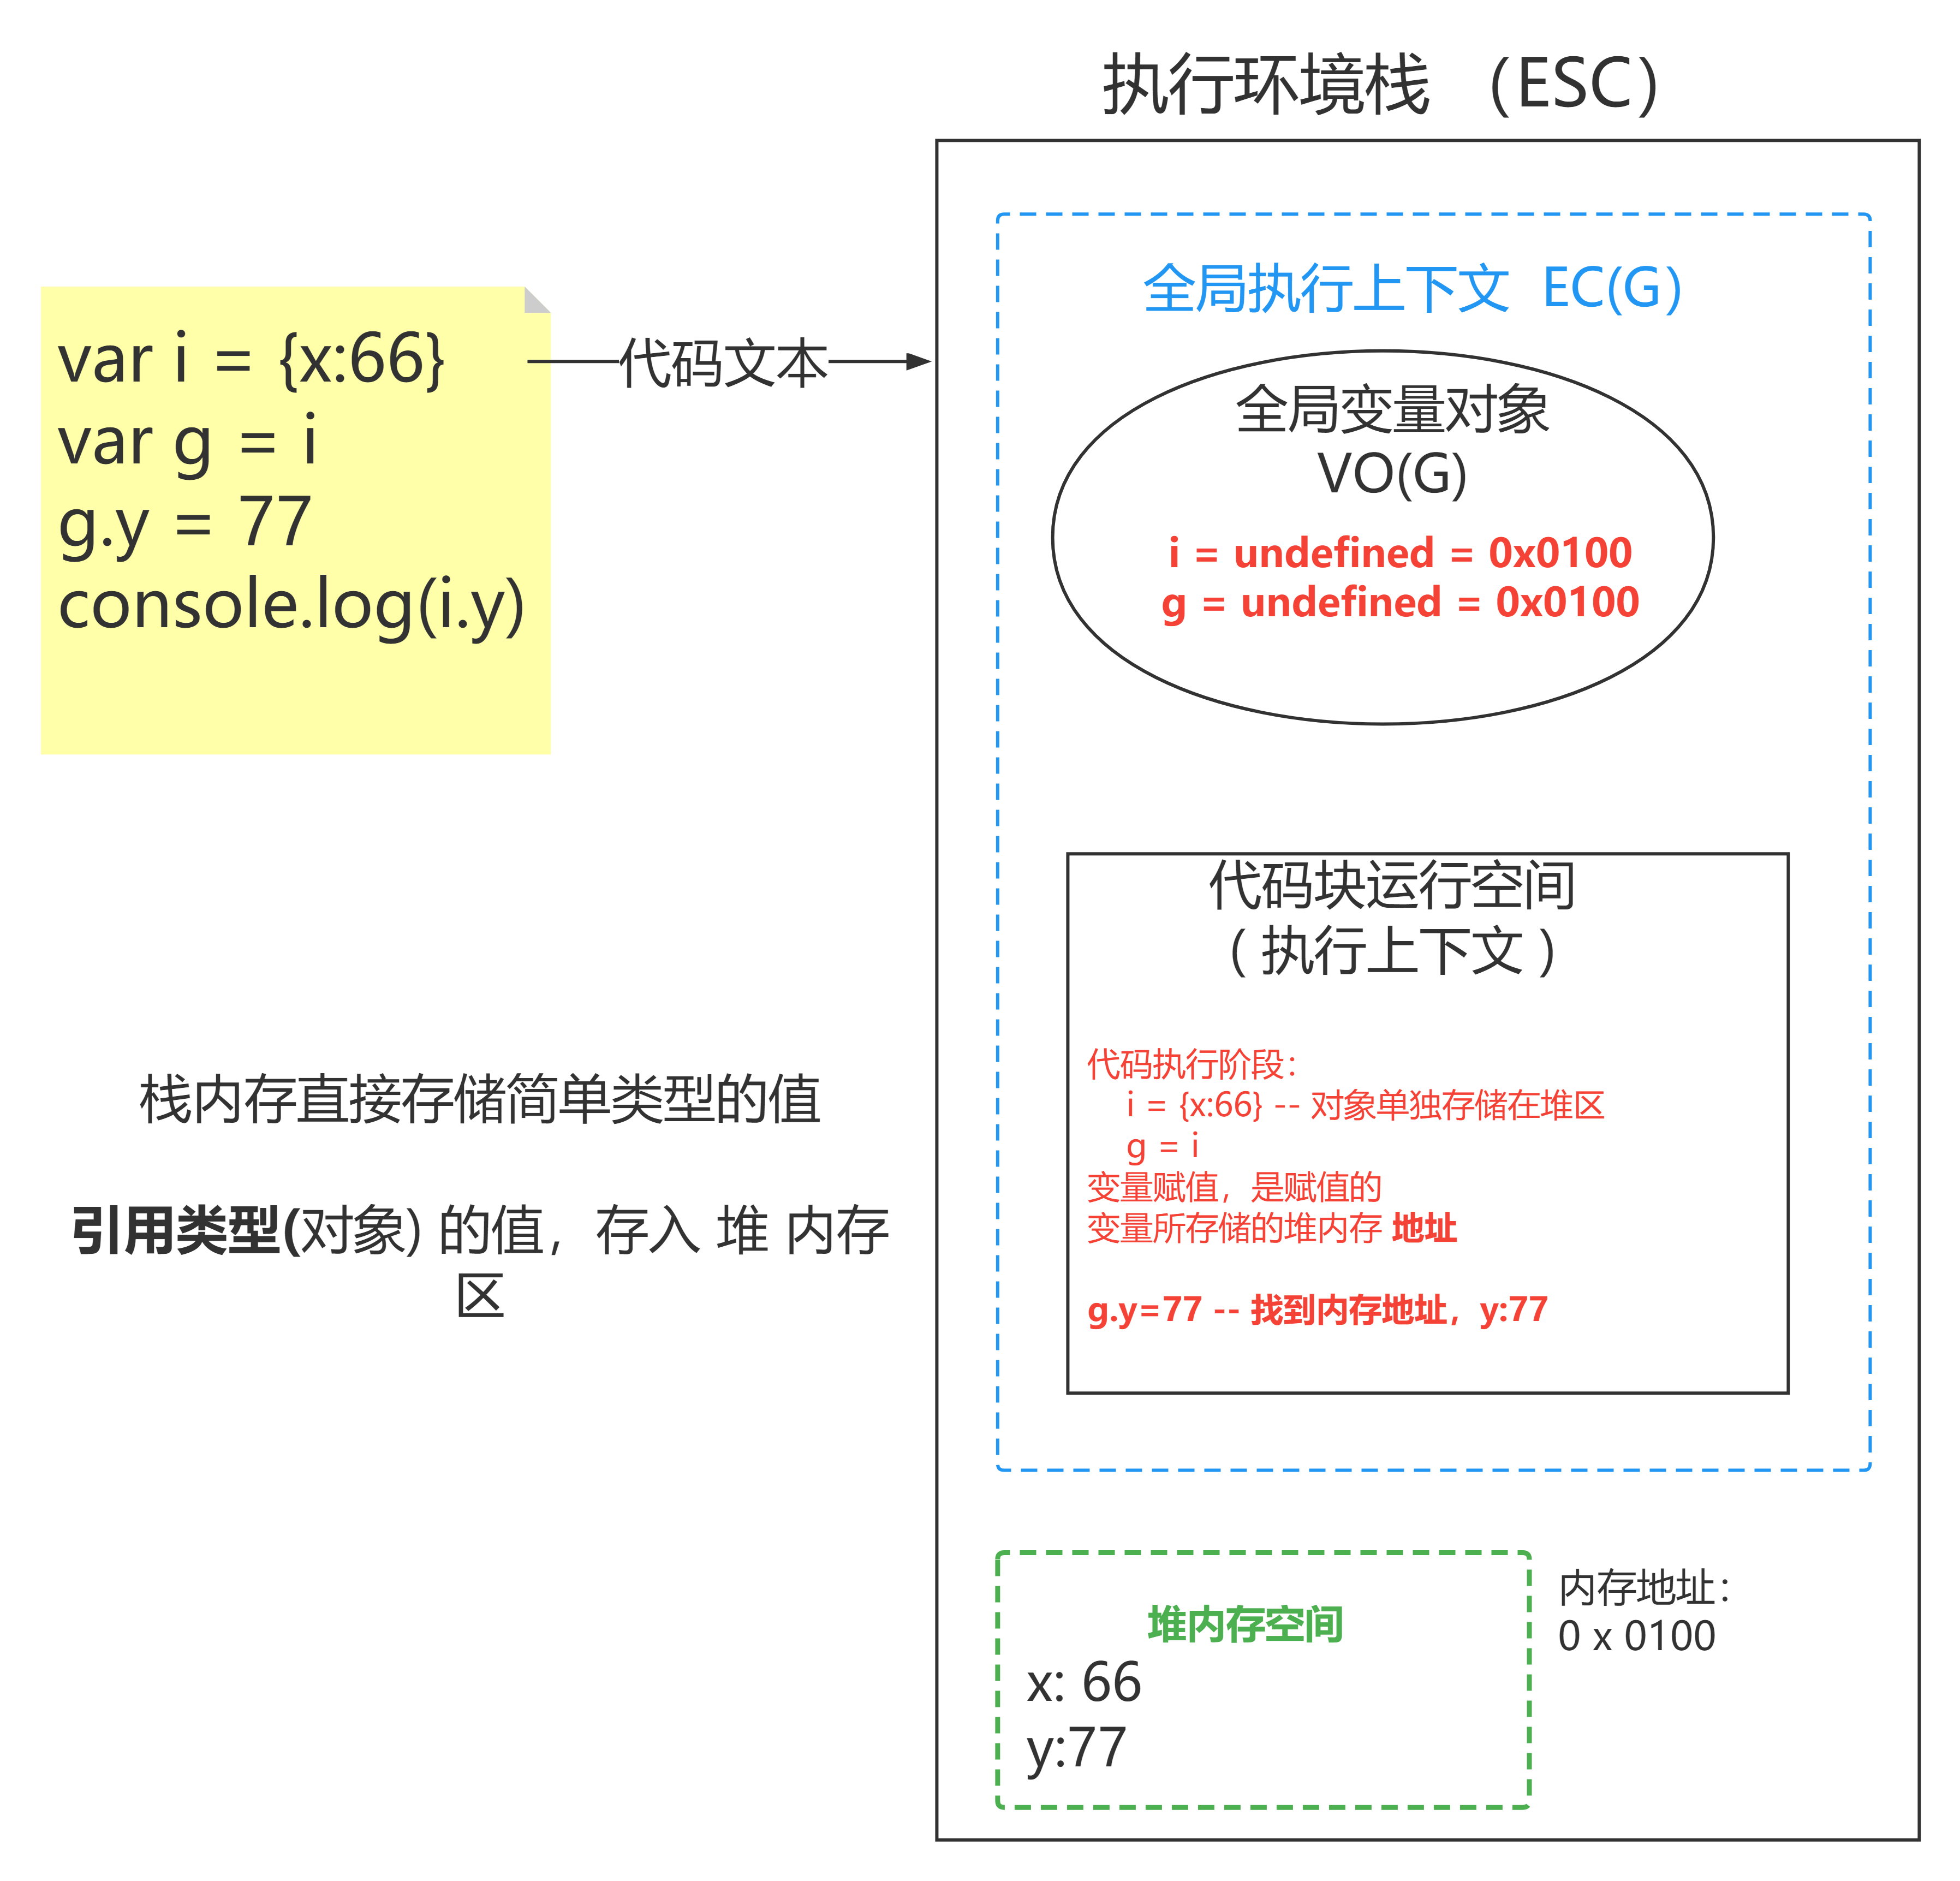 执行环境栈 （ESC）
var i = {x:66}
var g = i
g.y = 77
console.log(i.y)
代码文本
全局执行上下文 EC(G)
全局变量对象
VO(G)
i = undefined = 0x0100
g = undefined = 0x0100
代码块运行空间
( 执行上下文 )
代码执行阶段：
i = {x:66} -- 对象单独存储在堆区
g = i
变量赋值，是赋值的
变量所存储的堆内存 地址
g.y=77 -- 找到内存地址，y:77
栈内存直接存储简单类型的值
引用类型(对象) 的值，存入 堆 内存
区
堆内存空间
x: 66
y:77
内存地址：
0 x 0100